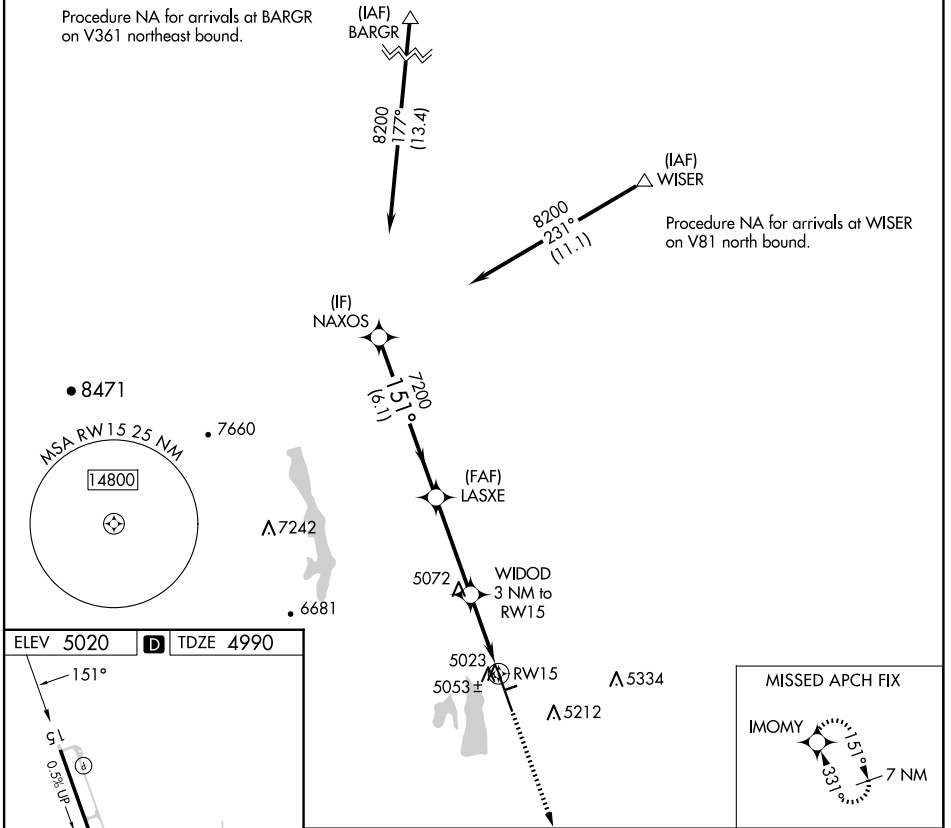 Procedure NA for arrivals at BARGR
on V361 northeast bound.
(IAF)
BARGR
8200
177°
(13.4)
(IAF)
WISER
8200
231°
(11.1)
Procedure NA for arrivals at WISER
on V81 north bound.
(IF)
NAXOS
7200
151°
(6.1)
8471
7660
MSA RW15 25 NM
14800
(FAF)
LASXE
7242
5072
WIDOD
3 NM to
RW15
6681
ELEV 5020 D TDZE 4990
5023
RW15
5053±
5334
5212
151°
15
0.5% UP
MISSED APCH FIX
IMOMY
151°
331°
7 NM